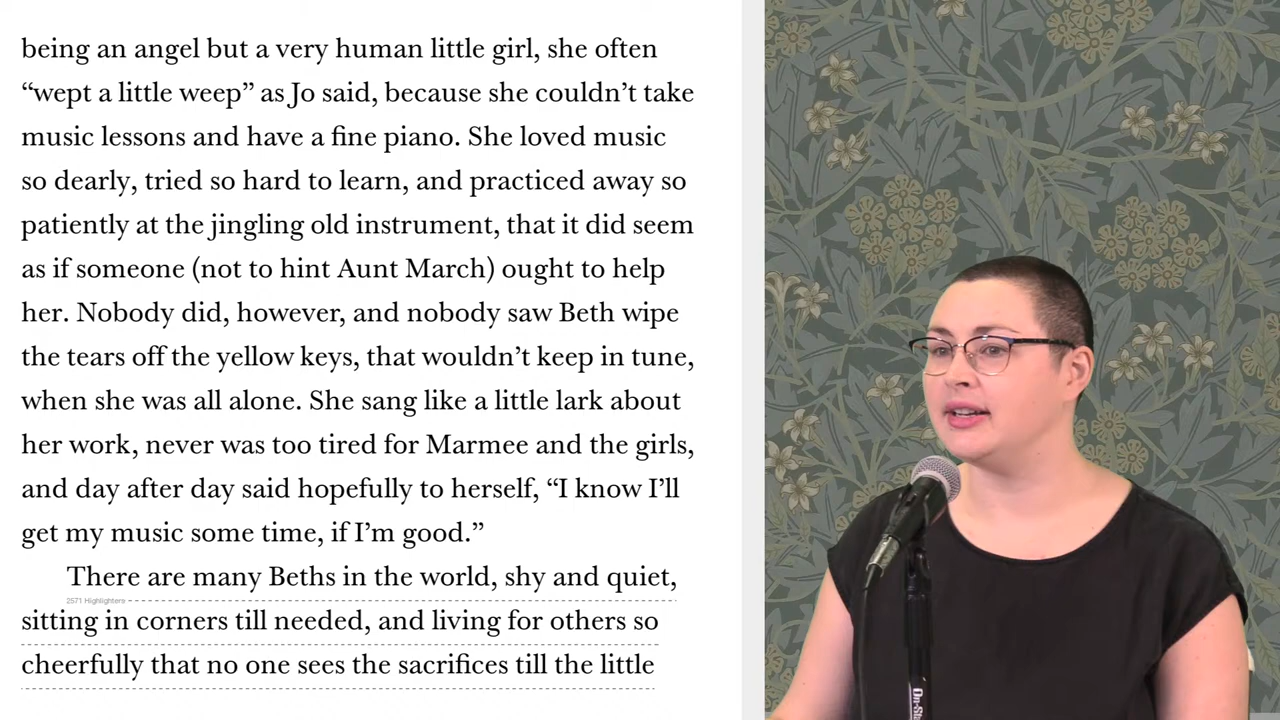 being an angel but a very human little girl, she often
“wept a little weep” as Jo said, because she couldn’t take
music lessons and have a fine piano. She loved music
so dearly, tried so hard to learn, and practiced away so
patiently at the jingling old instrument, that it did seem
as if someone (not to hint Aunt March) ought to help
her. Nobody did, however, and nobody saw Beth wipe
the tears off the yellow keys, that wouldn’t keep in tune,
when she was all alone. She sang like a little lark about
her work, never was too tired for Marmee and the girls,
and day after day said hopefully to herself, “I know I’ll
get my music some time, if I’m good.”
There are many Beths in the world, shy and quiet,
2571 Highlighters
sitting in corners till needed, and living for others so
cheerfully that no one sees the sacrifices till the little
On-Sta